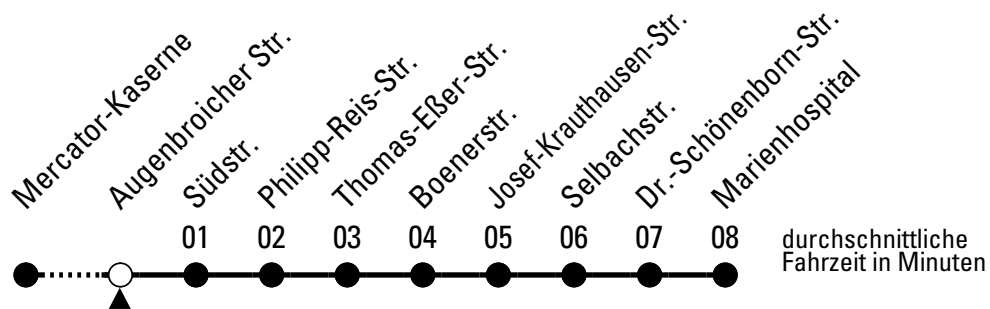 Mercator-Kaserne
Augenbroicher Str.
Südstr.
Philipp-Reis-Str.
Thomas-Eßer-Str.
Boenerstr.
Josef-Krauthausen-Str.
Selbachstr.
Dr.-Schönenborn-Str.
Marienhospital
01 02 03 04 05 06 07 08
durchschnittliche
Fahrzeit in Minuten